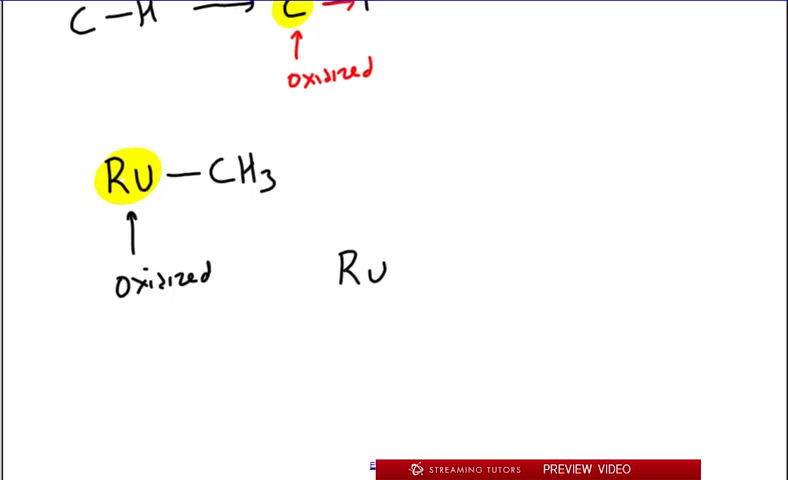 C—H → C →
oxidized
Ru—CH3
oxidized Ru
E
STREAMING TUTORS PREVIEW VIDEO